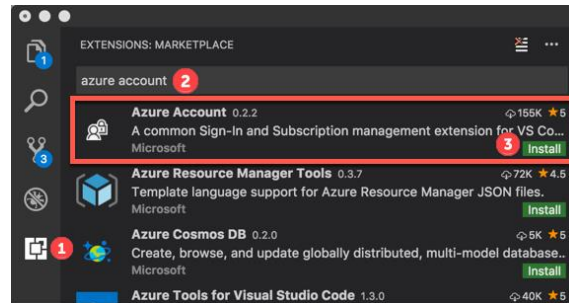 EXTENSIONS: MARKETPLACE
1
azure account 2
Azure Account 0.2.2 155K ★5
A common Sign-In and Subscription management extension for VS Co...
Microsoft 3 Install
Azure Resource Manager Tools 0.3.7 72K ★4.5
Template language support for Azure Resource Manager JSON files.
Microsoft Install
3
Azure Cosmos DB 0.2.0 5K ★5
1 Create, browse, and update globally distributed, multi-model database..
Microsoft Install
Azure Tools for Visual Studio Code 1.3.0 40K ★5